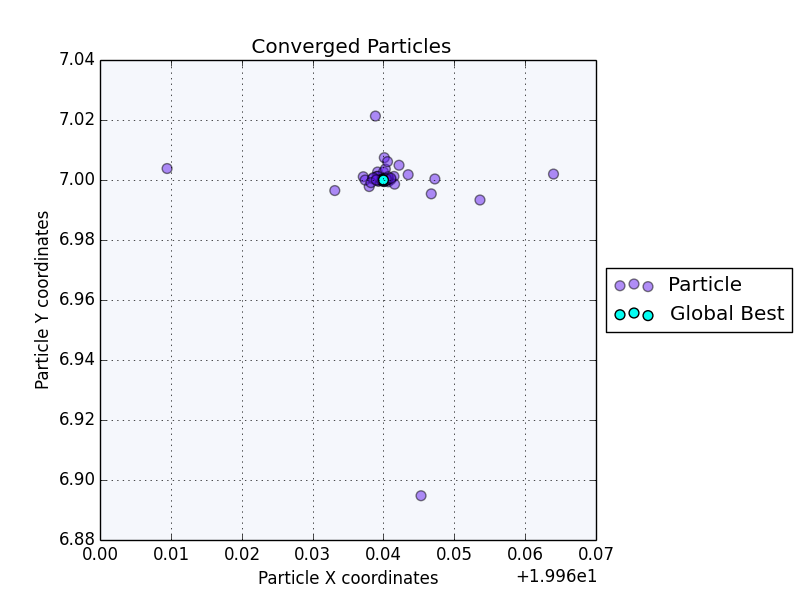 Converged Particles
7.04
7.02
7.00
6.98
6.96
6.94
6.92
6.90
6.88
Particle Y coordinates
0.00 0.01 0.02 0.03 0.04 0.05 0.06 0.07
Particle X coordinates
+1.996e1
Particle
Global Best